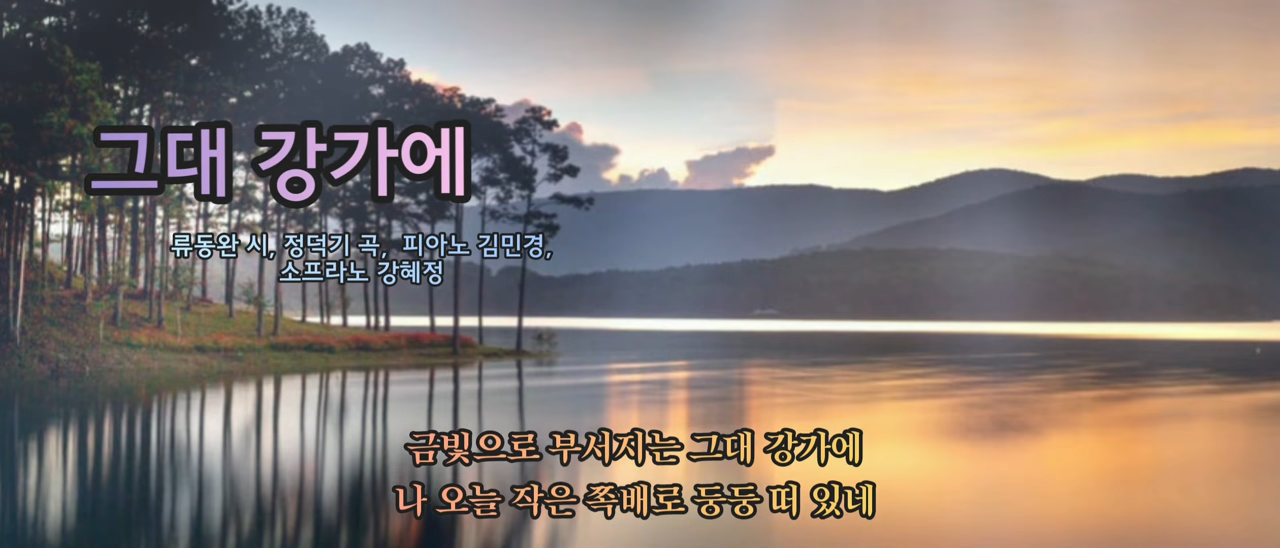 그대 강가에
류동완 시, 정덕기 곡, 피아노 김민경,
소프라노 강혜정
금빛으로 부서지는 그대 강가에
나 오늘 작은 쪽배로 둥둥 떠 있네